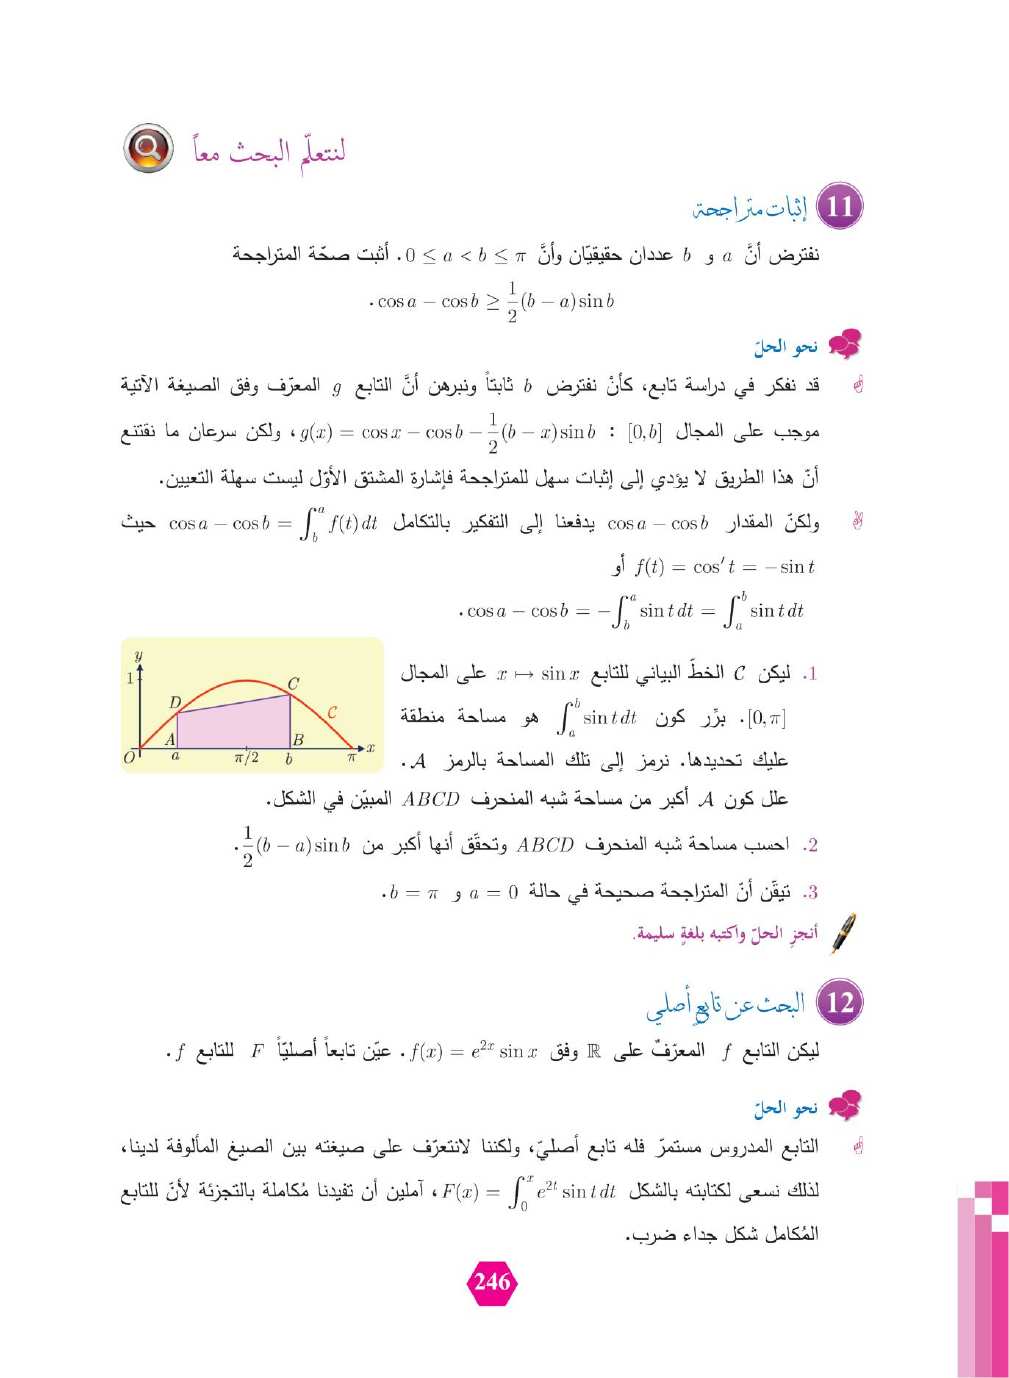 لنتعلّم البحث معاً
11 إثبات متراجحة
نفترض أنَّ a و b عددان حقيقيّان وأنَّ 0 ≤ a < b ≤ π. أثبت صحّة المتراجحة
cos a − cos b ≥ 1/2 (b − a) sin b.
نحو الحلّ
قد نفكر في دراسة تابع، كأنْ نفترض b ثابتاً ونبرهن أنَّ التابع g المعرّف وفق الصيغة الآتية
موجب على المجال [0,b] : g(x) = cos x − cos b − 1/2 (b − x) sin b، ولكن سرعان ما نقتنع
أنّ هذا الطريق لا يؤدي إلى إثبات سهل للمتراجحة فإشارة المشتق الأوّل ليست سهلة التعيين.
ولكنّ المقدار cos a − cos b يدفعنا إلى التفكير بالتكامل cos a − cos b = ∫_b^a f(t) dt حيث
f(t) = cos′ t = − sin t أو
cos a − cos b = −∫_b^a sin t dt = ∫_a^b sin t dt.
1. ليكن C الخطّ البياني للتابع x ↦ sin x على المجال
[0,π]. برِّر كون ∫_a^b sin t dt هو مساحة منطقة
عليك تحديدها. نرمز إلى تلك المساحة بالرمز A.
علل كون A أكبر من مساحة شبه المنحرف ABCD المبيّن في الشكل.
y
1
D
C
C
A
B
O
a
π/2
b
π
x
2. احسب مساحة شبه المنحرف ABCD وتحقّق أنها أكبر من 1/2 (b − a) sin b.
3. تيقّن أنّ المتراجحة صحيحة في حالة a = 0 و b = π.
أنجزِ الحلّ واكتبه بلغةٍ سليمة.
12 البحث عن تابعٍ أصلي
ليكن التابع f المعرّفُ على ℝ وفق f(x) = e^{2x} sin x. عيّن تابعاً أصليّاً F للتابع f.
نحو الحلّ
التابع المدروس مستمرّ فله تابع أصليّ، ولكننا لانتعرّف على صيغته بين الصيغ المألوفة لدينا،
لذلك نسعى لكتابته بالشكل F(x) = ∫_0^x e^{2t} sin t dt، آملين أن تفيدنا مُكاملة بالتجزئة لأنّ للتابع
المُكامل شكل جداء ضرب.
246